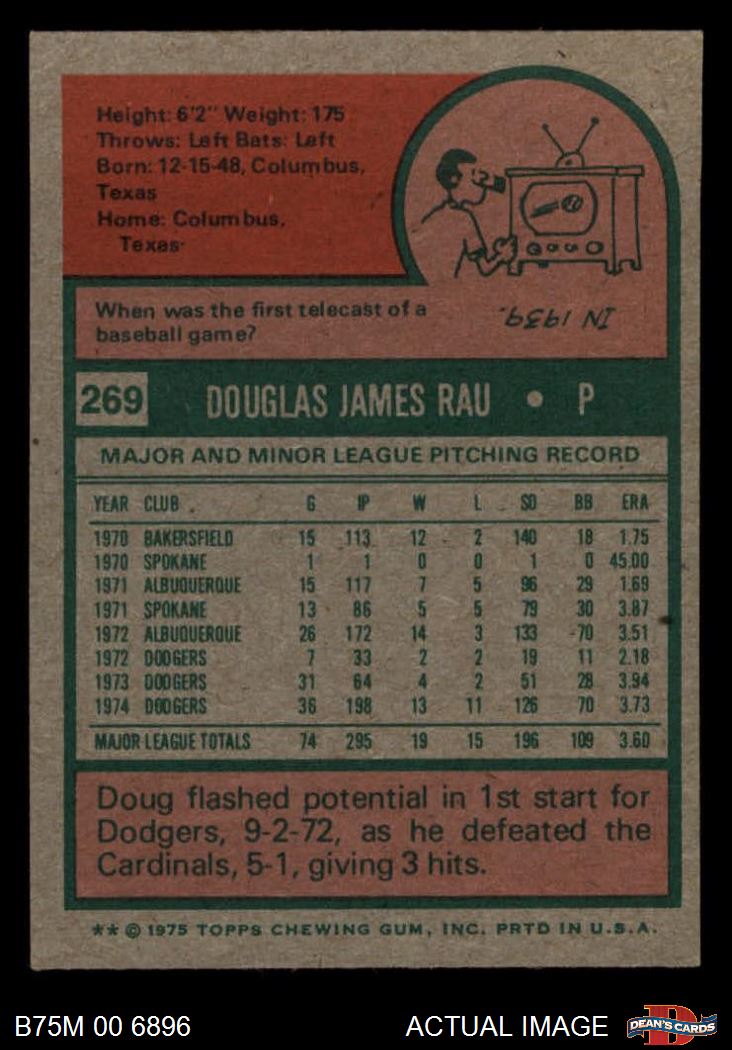 Height: 6'2" Weight: 175
Throws: Left Bats: Left
Born: 12-15-48, Columbus,
Texas
Home: Columbus,
Texas
When was the first telecast of a
baseball game?
IN 1939.
269 DOUGLAS JAMES RAU • P
MAJOR AND MINOR LEAGUE PITCHING RECORD
YEAR CLUB G IP W L SO BB ERA
1970 BAKERSFIELD 15 113 12 2 140 18 1.75
1970 SPOKANE 1 1 0 0 1 0 45.00
1971 ALBUQUERQUE 15 117 7 5 96 29 1.69
1971 SPOKANE 13 86 5 5 79 30 3.87
1972 ALBUQUERQUE 26 172 14 3 133 70 3.51
1972 DODGERS 7 33 2 2 19 11 2.18
1973 DODGERS 31 64 4 2 51 28 3.94
1974 DODGERS 36 198 13 11 126 70 3.73
MAJOR LEAGUE TOTALS 74 295 19 15 196 109 3.60
Doug flashed potential in 1st start for
Dodgers, 9-2-72, as he defeated the
Cardinals, 5-1, giving 3 hits.
** © 1975 TOPPS CHEWING GUM, INC. PRTD IN U.S.A.
B75M 00 6896 ACTUAL IMAGE D DEAN'S CARDS